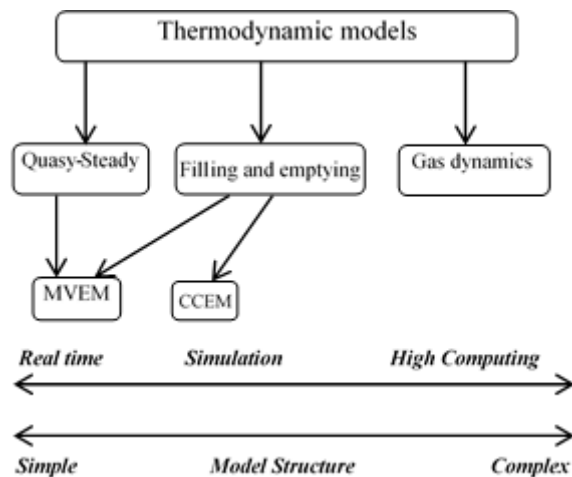 Thermodynamic models
Quasy-Steady
Filling and emptying
Gas dynamics
MVEM
CCEM
Real time Simulation High Computing
Simple Model Structure Complex